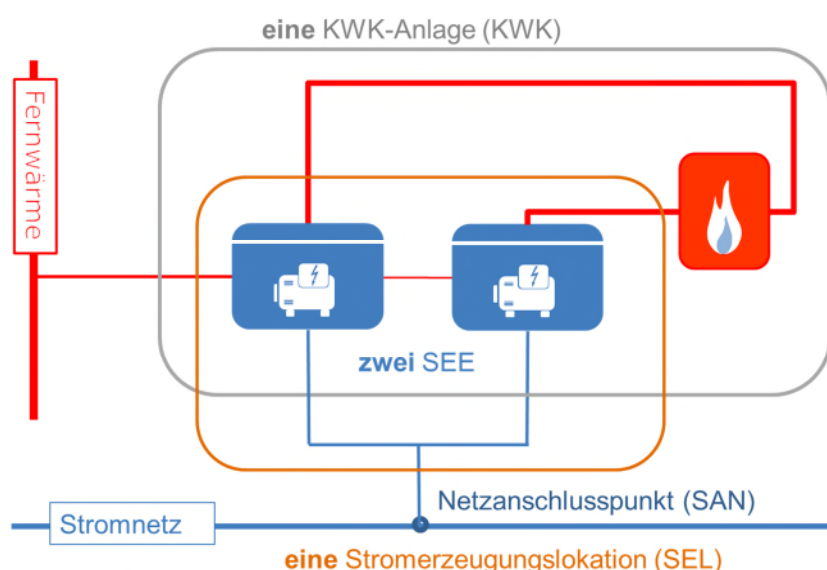 eine KWK-Anlage (KWK)
Fernwärme
zwei SEE
Netzanschlusspunkt (SAN)
Stromnetz
eine Stromerzeugungslokation (SEL)